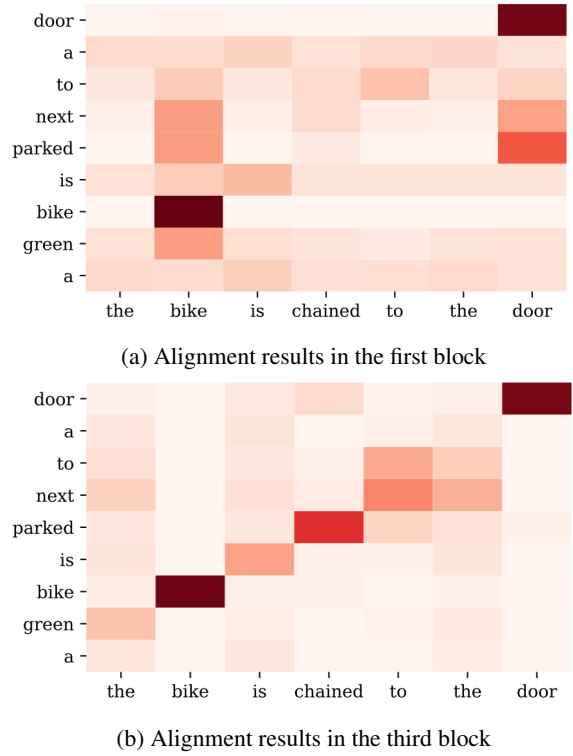 door
a
to
next
parked
is
bike
green
a
the bike is chained to the door
(a) Alignment results in the first block
door
a
to
next
parked
is
bike
green
a
the bike is chained to the door
(b) Alignment results in the third block